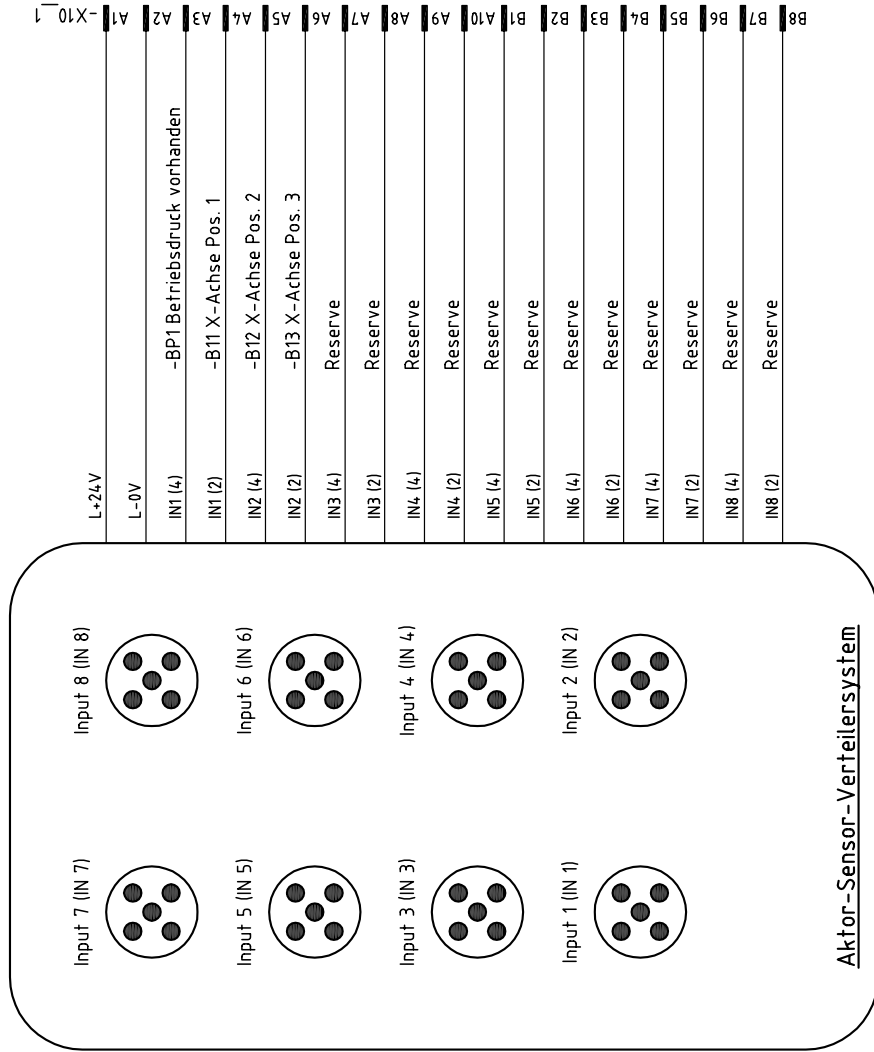 -X10_1
A1
A2
A3
A4
A5
A6
A7
A8
A9
A10
B1
B2
B3
B4
B5
B6
B7
B8
L+24V
L-0V
IN1 (4) -BP1 Betriebsdruck vorhanden
IN1 (2) -B11 X-Achse Pos. 1
IN2 (4) -B12 X-Achse Pos. 2
IN2 (2) -B13 X-Achse Pos. 3
IN3 (4) Reserve
IN3 (2) Reserve
IN4 (4) Reserve
IN4 (2) Reserve
IN5 (4) Reserve
IN5 (2) Reserve
IN6 (4) Reserve
IN6 (2) Reserve
IN7 (4) Reserve
IN7 (2) Reserve
IN8 (4) Reserve
IN8 (2) Reserve
Input 7 (IN 7)
Input 8 (IN 8)
Input 5 (IN 5)
Input 6 (IN 6)
Input 3 (IN 3)
Input 4 (IN 4)
Input 1 (IN 1)
Input 2 (IN 2)
Aktor-Sensor-Verteilersystem